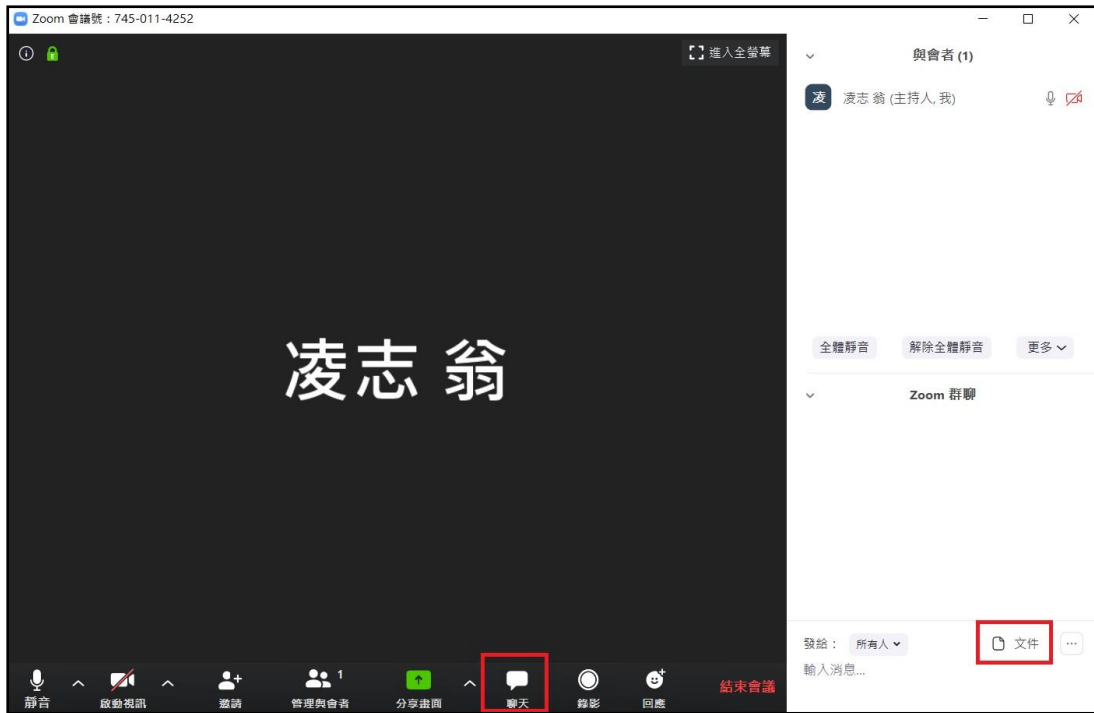 Zoom 會議號：745-011-4252
進入全螢幕
與會者 (1)
凌 凌志 翁 (主持人, 我)
凌志 翁
全體靜音 解除全體靜音 更多
Zoom 群聊
發給： 所有人 文件 ...
輸入消息...
靜音 啟動視訊 邀請 管理與會者 1 分享畫面 聊天 錄影 回應 結束會議